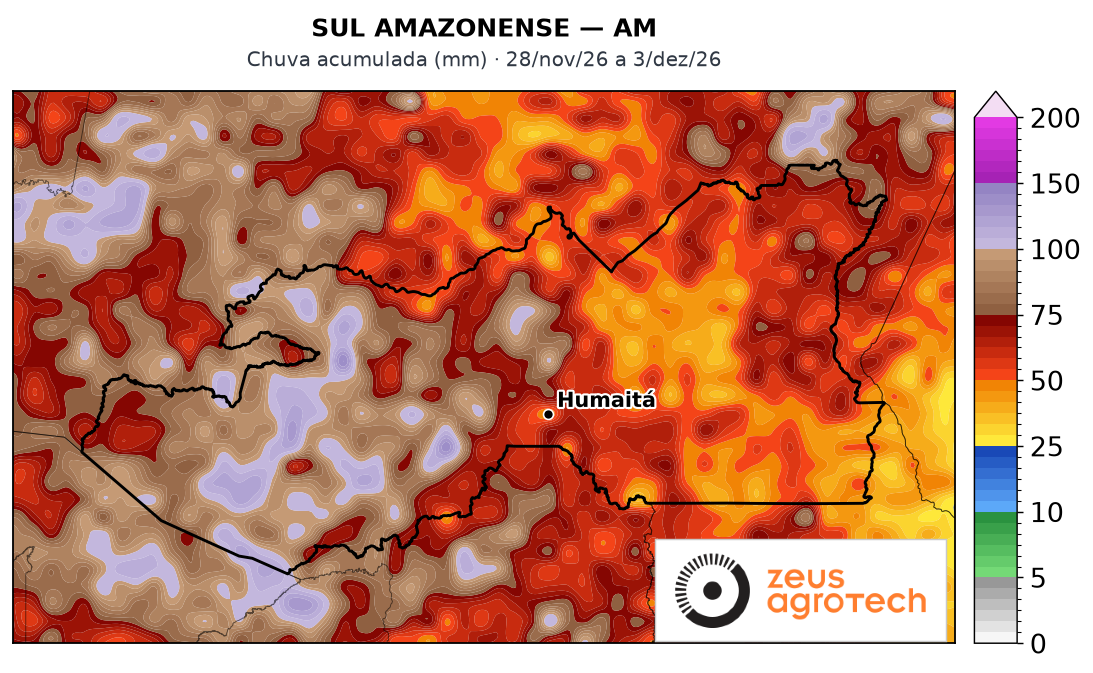 SUL AMAZONENSE — AM
Chuva acumulada (mm) · 28/nov/26 a 3/dez/26
200
150
100
75
50
25
10
5
0
Humaitá
zeus
agrotech